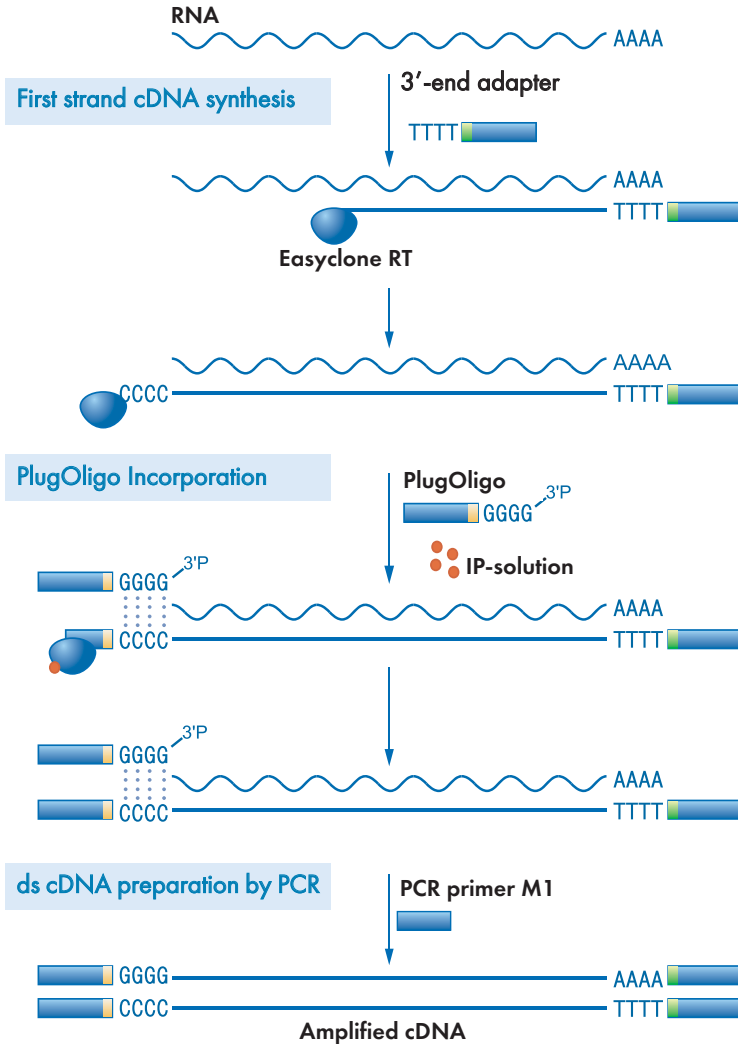 RNA
AAAA
First strand cDNA synthesis
3′-end adapter
TTTT
AAAA
TTTT
Easyclone RT
AAAA
CCCC
TTTT
PlugOligo Incorporation
PlugOligo
GGGG
3'P
IP-solution
3'P
GGGG
AAAA
CCCC
TTTT
3'P
GGGG
AAAA
CCCC
TTTT
ds cDNA preparation by PCR
PCR primer M1
GGGG
AAAA
CCCC
TTTT
Amplified cDNA